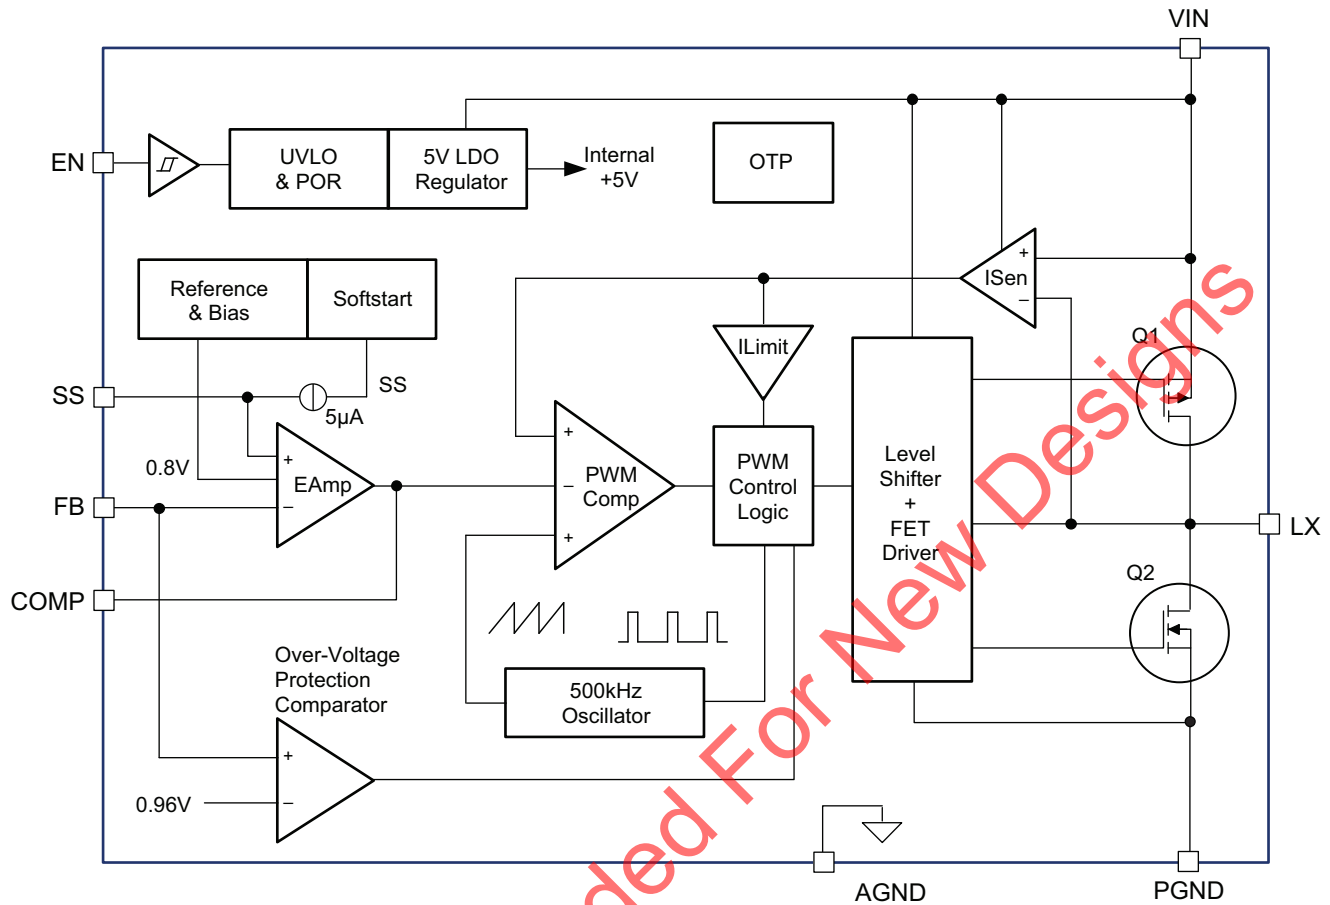 VIN
EN
UVLO
& POR
5V LDO
Regulator
Internal
+5V
OTP
Reference
& Bias
Softstart
+
ISen
–
Q1
ILimit
SS
SS
5µA
0.8V
+
EAmp
–
FB
+
–
PWM
Comp
+
PWM
Control
Logic
Level
Shifter
+
FET
Driver
LX
Q2
COMP
Over-Voltage
Protection
Comparator
500kHz
Oscillator
+
0.96V
–
AGND
PGND
ded For New Designs